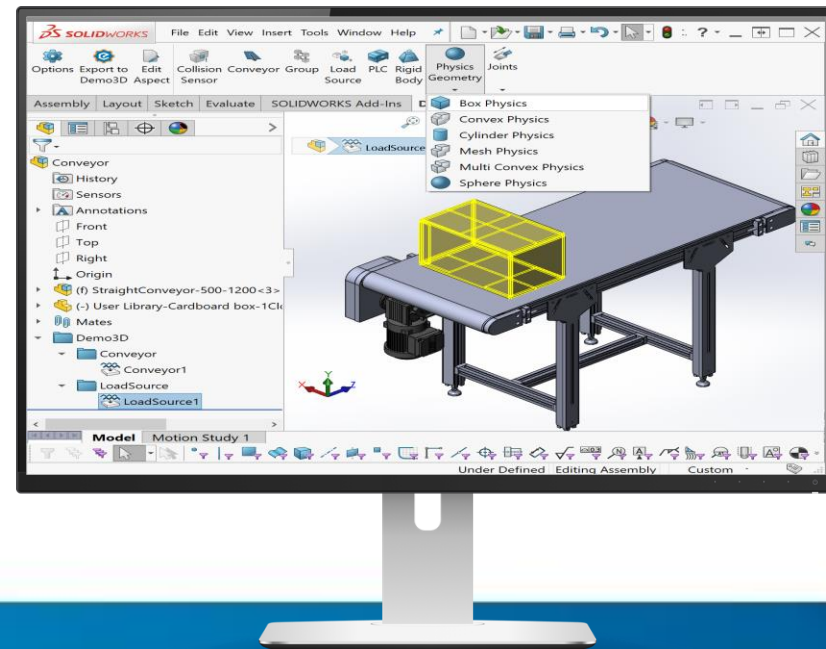 SOLIDWORKS File Edit View Insert Tools Window Help
Options Export to Demo3D Edit Aspect Collision Sensor Conveyor Group Load Source PLC Rigid Body Physics Geometry Joints
Assembly Layout Sketch Evaluate SOLIDWORKS Add-Ins
Box Physics
Convex Physics
Cylinder Physics
Mesh Physics
Multi Convex Physics
Sphere Physics
LoadSource
Conveyor
History
Sensors
Annotations
Front
Top
Right
Origin
(f) StraightConveyor-500-1200<3>
(-) User Library-Cardboard box-1Cl
Mates
Demo3D
Conveyor
Conveyor1
LoadSource
LoadSource1
X Y Z
Model Motion Study 1
Under Defined Editing Assembly Custom